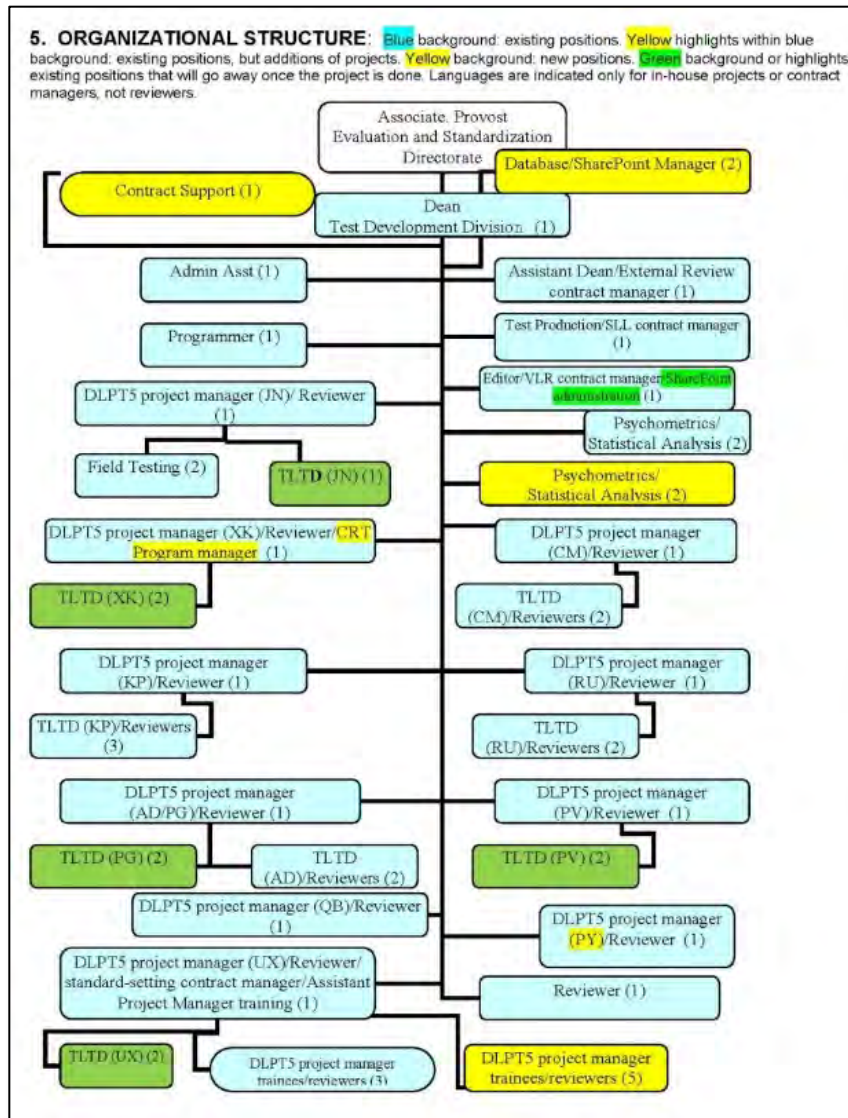 5. ORGANIZATIONAL STRUCTURE: Blue background: existing positions. Yellow highlights within blue
background: existing positions, but additions of projects. Yellow background: new positions. Green background or highlights
existing positions that will go away once the project is done. Languages are indicated only for in-house projects or contract
managers, not reviewers.
Associate. Provost
Evaluation and Standardization
Directorate
Database/SharePoint Manager (2)
Contract Support (1)
Dean
Test Development Division (1)
Admin Asst (1)
Assistant Dean/External Review
contract manager (1)
Programmer (1)
Test Production/SLL contract manager
(1)
DLPT5 project manager (JN)/ Reviewer
(1)
Editor/VLR contract manager/SharePoint
administration (1)
Psychometrics/
Statistical Analysis (2)
Field Testing (2)
TLTD (JN) (1)
Psychometrics/
Statistical Analysis (2)
DLPT5 project manager (XK)/Reviewer/CRT
Program manager (1)
DLPT5 project manager
(CM)/Reviewer (1)
TLTD (XK) (2)
TLTD
(CM)/Reviewers (2)
DLPT5 project manager
(KP)/Reviewer (1)
DLPT5 project manager
(RU)/Reviewer (1)
TLTD (KP)/Reviewers
(3)
TLTD
(RU)/Reviewers (2)
DLPT5 project manager
(AD/PG)/Reviewer (1)
DLPT5 project manager
(PV)/Reviewer (1)
TLTD (PG) (2)
TLTD
(AD)/Reviewers (2)
TLTD (PV) (2)
DLPT5 project manager (QB)/Reviewer
(1)
DLPT5 project manager
(PY)/Reviewer (1)
DLPT5 project manager (UX)/Reviewer/
standard-setting contract manager/Assistant
Project Manager training (1)
Reviewer (1)
TLTD (UX) (2)
DLPT5 project manager
trainees/reviewers (3)
DLPT5 project manager
trainees/reviewers (5)